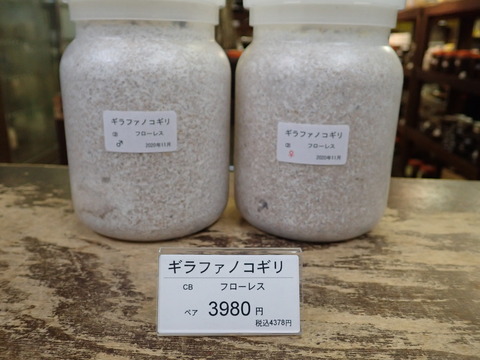 ギラファノコギリ
CB フローレス
♂ 2020年11月
ギラファノコギリ
CB フローレス
♀ 2020年11月
ギラファノコギリ
CB フローレス
ペア 3980円
税込4378円